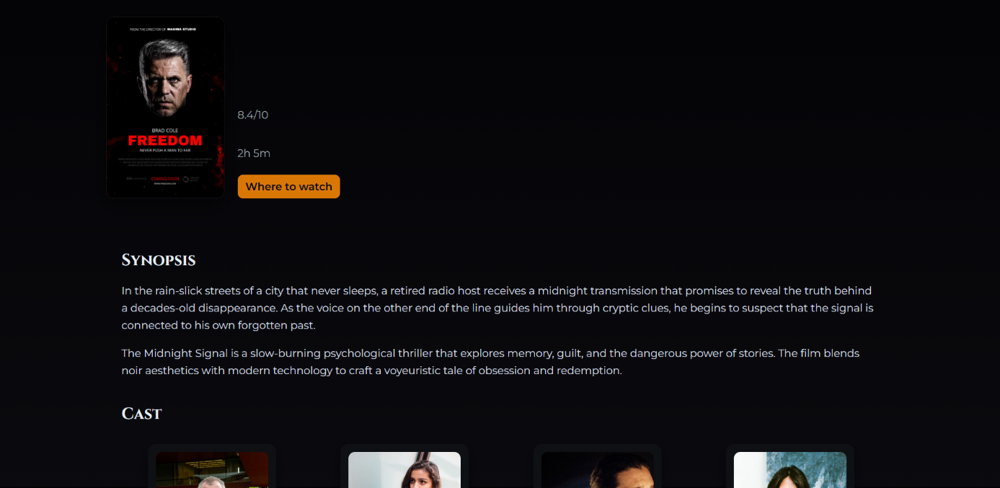 FROM THE DIRECTOR OF MASIMA STUDIO
BRAD COLE
FREEDOM
NEVER PUSH A MAN TO FAR
COMING SOON
8.4/10
2h 5m
Where to watch
Synopsis
In the rain-slick streets of a city that never sleeps, a retired radio host receives a midnight transmission that promises to reveal the truth behind
a decades-old disappearance. As the voice on the other end of the line guides him through cryptic clues, he begins to suspect that the signal is
connected to his own forgotten past.
The Midnight Signal is a slow-burning psychological thriller that explores memory, guilt, and the dangerous power of stories. The film blends
noir aesthetics with modern technology to craft a voyeuristic tale of obsession and redemption.
Cast